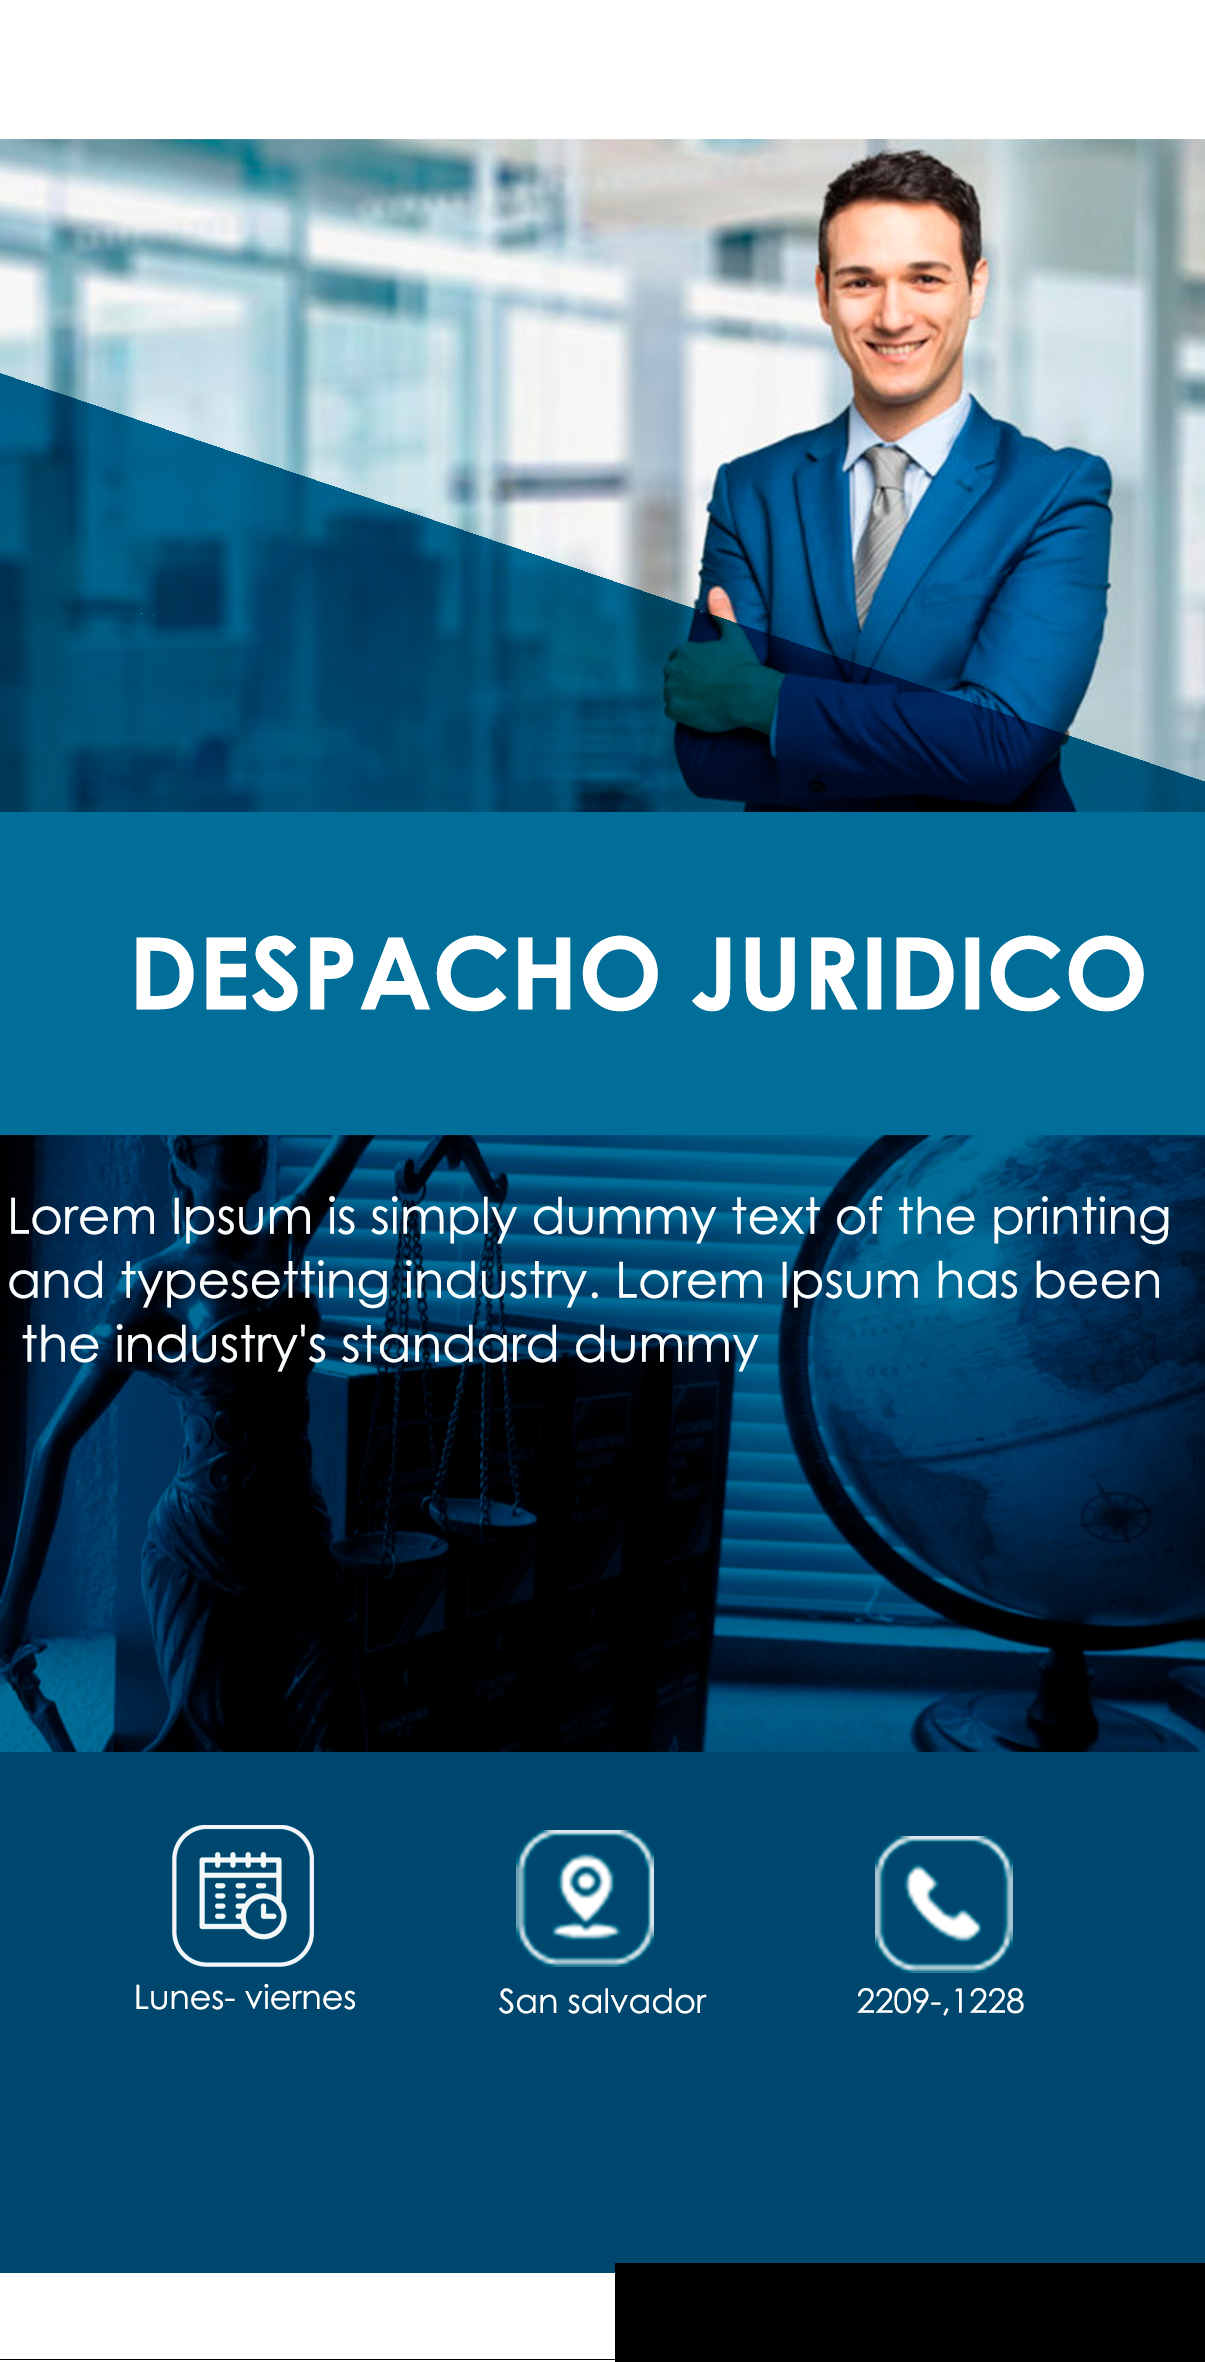 DESPACHO JURIDICO
Lorem Ipsum is simply dummy text of the printing
and typesetting industry. Lorem Ipsum has been
the industry's standard dummy
Lunes- viernes
San salvador
2209-,1228